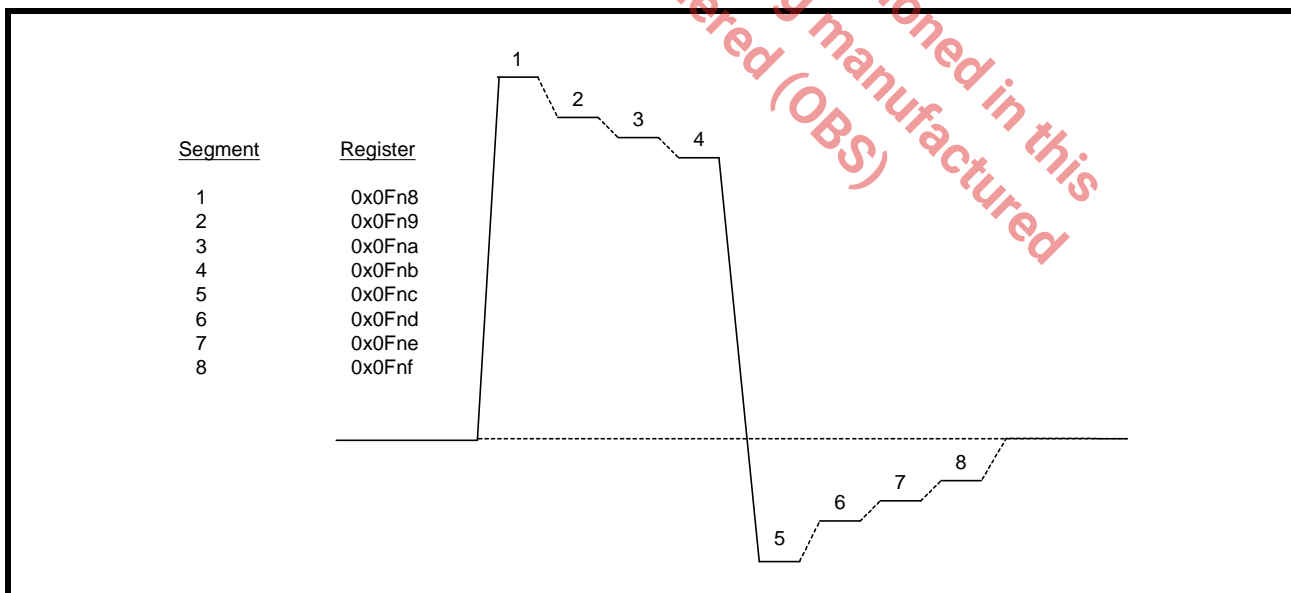 oned in this
g manufactured
ered (OBS)
Segment Register
1 0x0Fn8
2 0x0Fn9
3 0x0Fna
4 0x0Fnb
5 0x0Fnc
6 0x0Fnd
7 0x0Fne
8 0x0Fnf
1
2
3
4
5
6
7
8